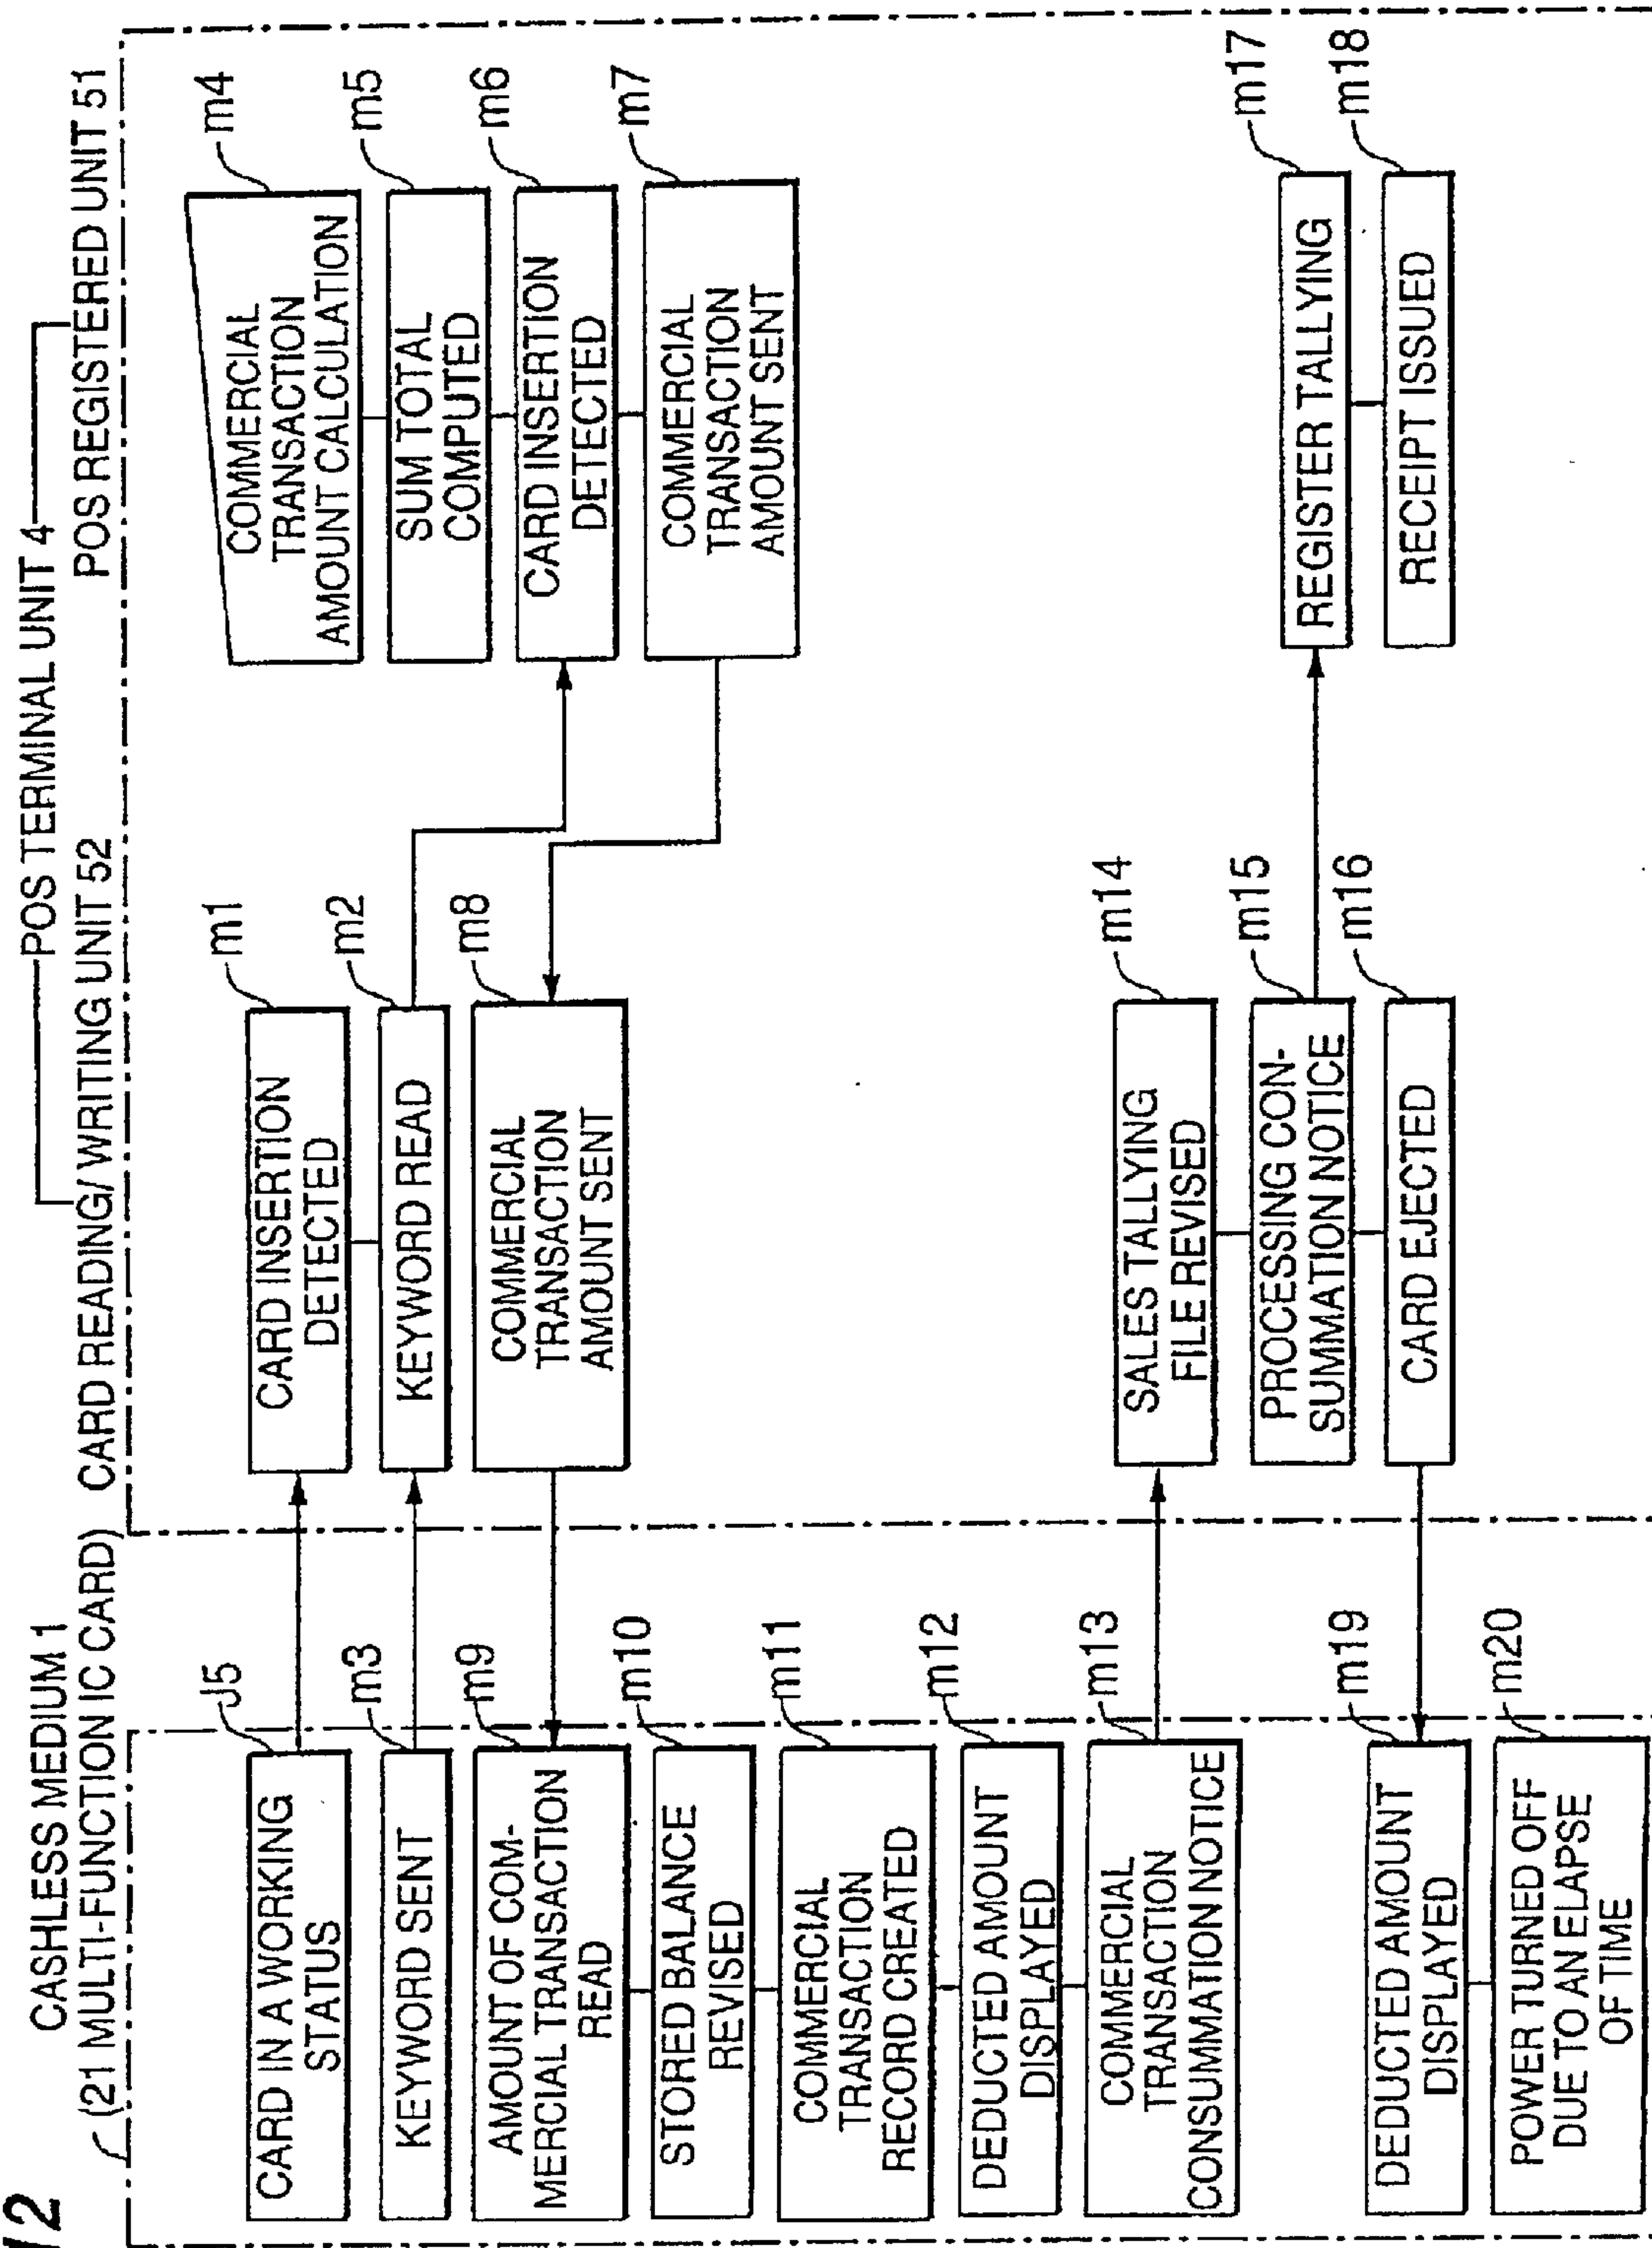 12
CASHLESS MEDIUM 1
(21 MULTI-FUNCTION IC CARD)
POS TERMINAL UNIT 4
CARD READING/WRITING UNIT 52
POS REGISTERED UNIT 51
J5
CARD IN A WORKING
STATUS
m3
KEYWORD SENT
m9
AMOUNT OF COM-
MERCIAL TRANSACTION
READ
m10
STORED BALANCE
REVISED
m11
COMMERCIAL
TRANSACTION
RECORD CREATED
m12
DEDUCTED AMOUNT
DISPLAYED
m13
COMMERCIAL
TRANSACTION
CONSUMMATION NOTICE
m19
DEDUCTED AMOUNT
DISPLAYED
m20
POWER TURNED OFF
DUE TO AN ELAPSE
OF TIME
m1
CARD INSERTION
DETECTED
m2
KEYWORD READ
m8
COMMERCIAL
TRANSACTION
AMOUNT SENT
m14
SALES TALLYING
FILE REVISED
m15
PROCESSING CON-
SUMMATION NOTICE
m16
CARD EJECTED
m4
COMMERCIAL
TRANSACTION
AMOUNT CALCULATION
m5
SUM TOTAL
COMPUTED
m6
CARD INSERTION
DETECTED
m7
COMMERCIAL
TRANSACTION
AMOUNT SENT
m17
REGISTER TALLYING
m18
RECEIPT ISSUED